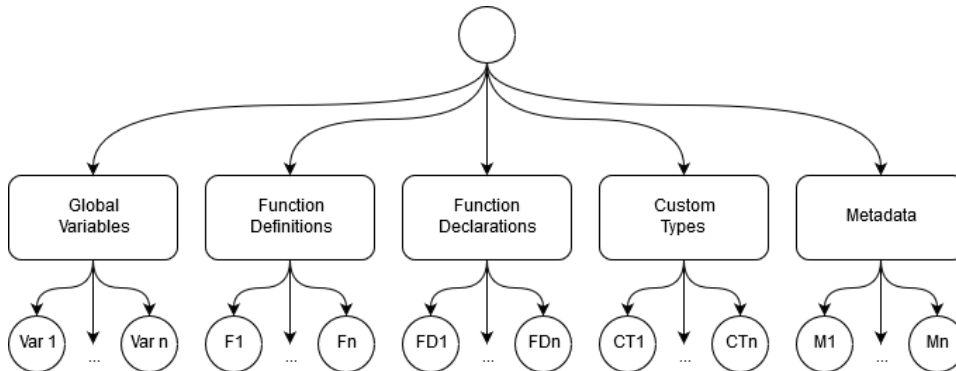 Global
Variables
Function
Definitions
Function
Declarations
Custom
Types
Metadata
Var 1
...
Var n
F1
...
Fn
FD1
...
FDn
CT1
...
CTn
M1
...
Mn